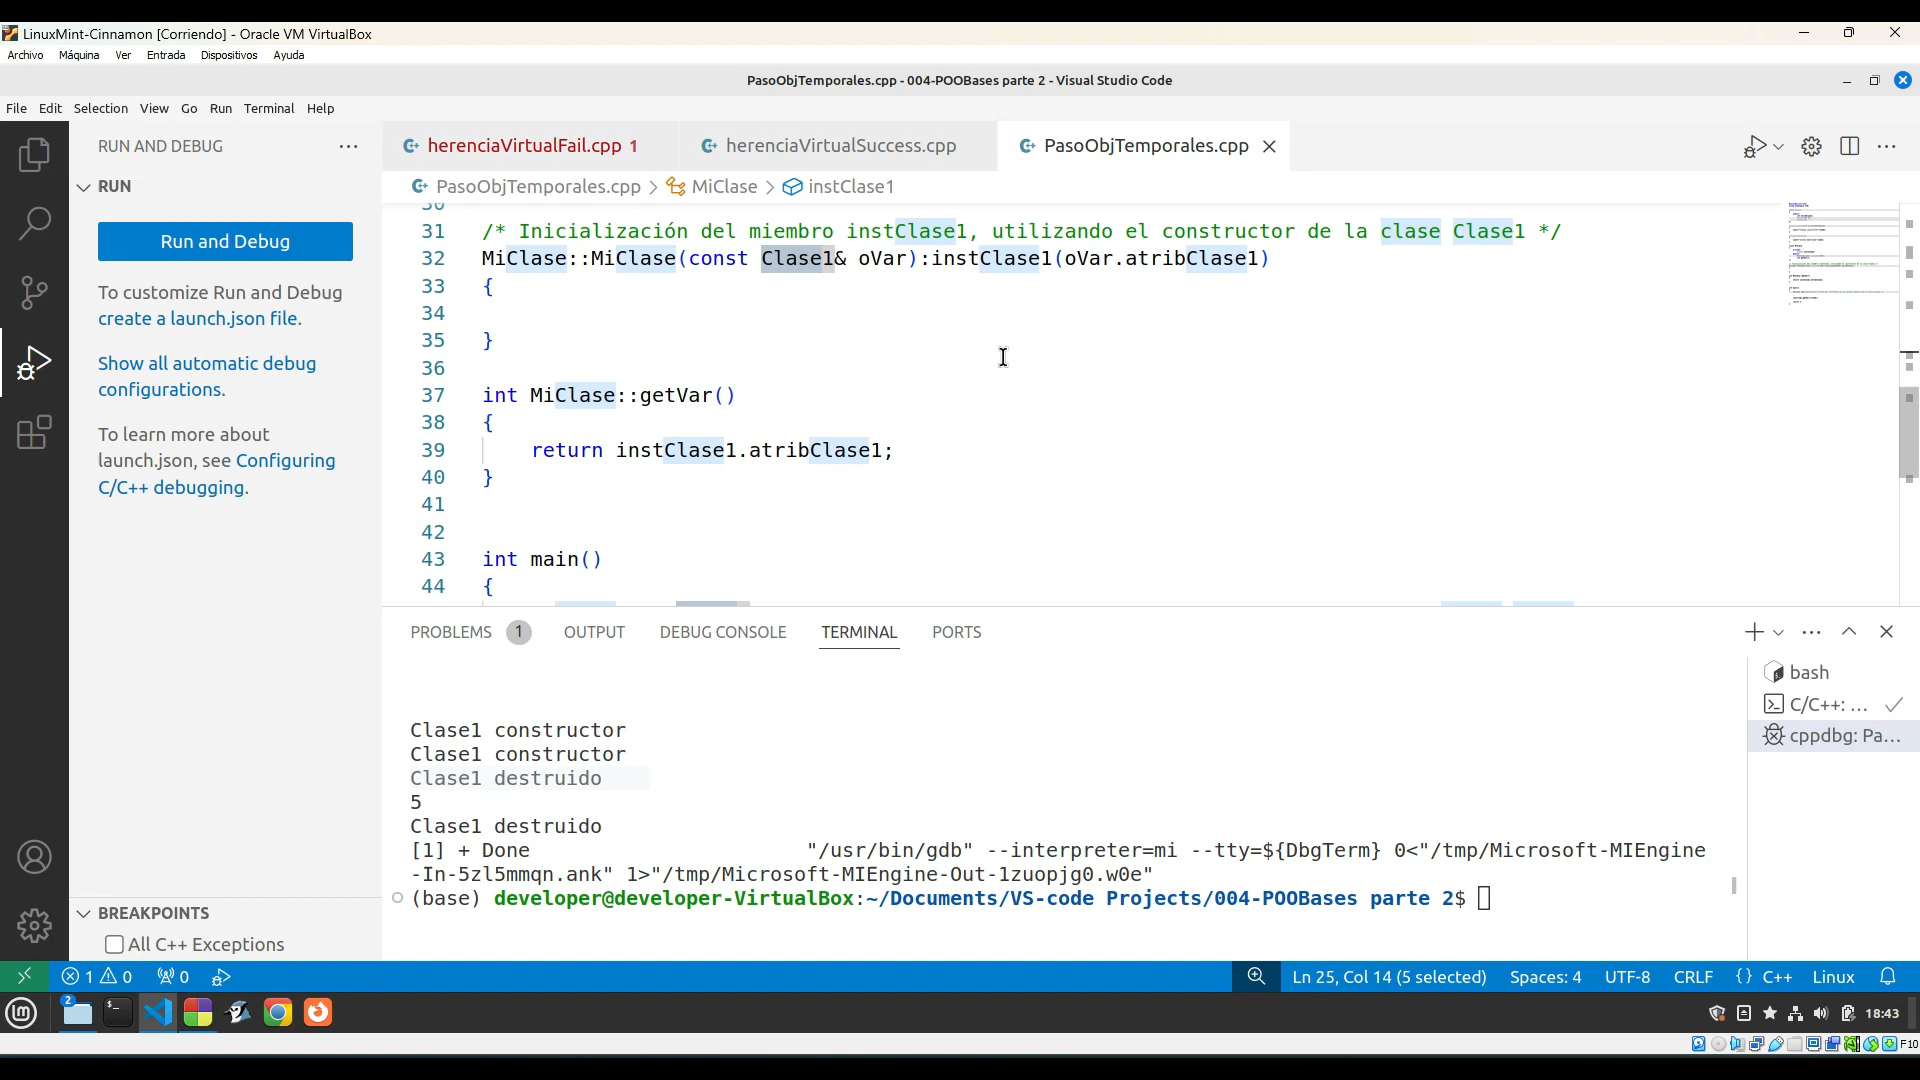 LinuxMint-Cinnamon [Corriendo] - Oracle VM VirtualBox
Archivo Máquina Ver Entrada Dispositivos Ayuda
PasoObjTemporales.cpp - 004-POOBases parte 2 - Visual Studio Code
File Edit Selection View Go Run Terminal Help
RUN AND DEBUG
herenciaVirtualFail.cpp 1
herenciaVirtualSuccess.cpp
PasoObjTemporales.cpp
PasoObjTemporales.cpp > MiClase > instClase1
RUN
Run and Debug
To customize Run and Debug
create a launch.json file.
Show all automatic debug
configurations.
To learn more about
launch.json, see Configuring
C/C++ debugging.
30
31 /* Inicialización del miembro instClase1, utilizando el constructor de la clase Clase1 */
32 MiClase::MiClase(const Clase1& oVar):instClase1(oVar.atribClase1)
33 {
34
35 }
36
37 int MiClase::getVar()
38 {
39 return instClase1.atribClase1;
40 }
41
42
43 int main()
44 {
PROBLEMS 1 OUTPUT DEBUG CONSOLE TERMINAL PORTS
bash
C/C++: ...
cppdbg: Pa...
Clase1 constructor
Clase1 constructor
Clase1 destruido
5
Clase1 destruido
[1] + Done "/usr/bin/gdb" --interpreter=mi --tty=${DbgTerm} 0<"/tmp/Microsoft-MIEngine
-In-5zl5mmqn.ank" 1>"/tmp/Microsoft-MIEngine-Out-1zuopjg0.w0e"
(base) developer@developer-VirtualBox:~/Documents/VS-code Projects/004-POOBases parte 2$
BREAKPOINTS
All C++ Exceptions
1 0 0
Ln 25, Col 14 (5 selected) Spaces: 4 UTF-8 CRLF {} C++ Linux
2
18:43
F10